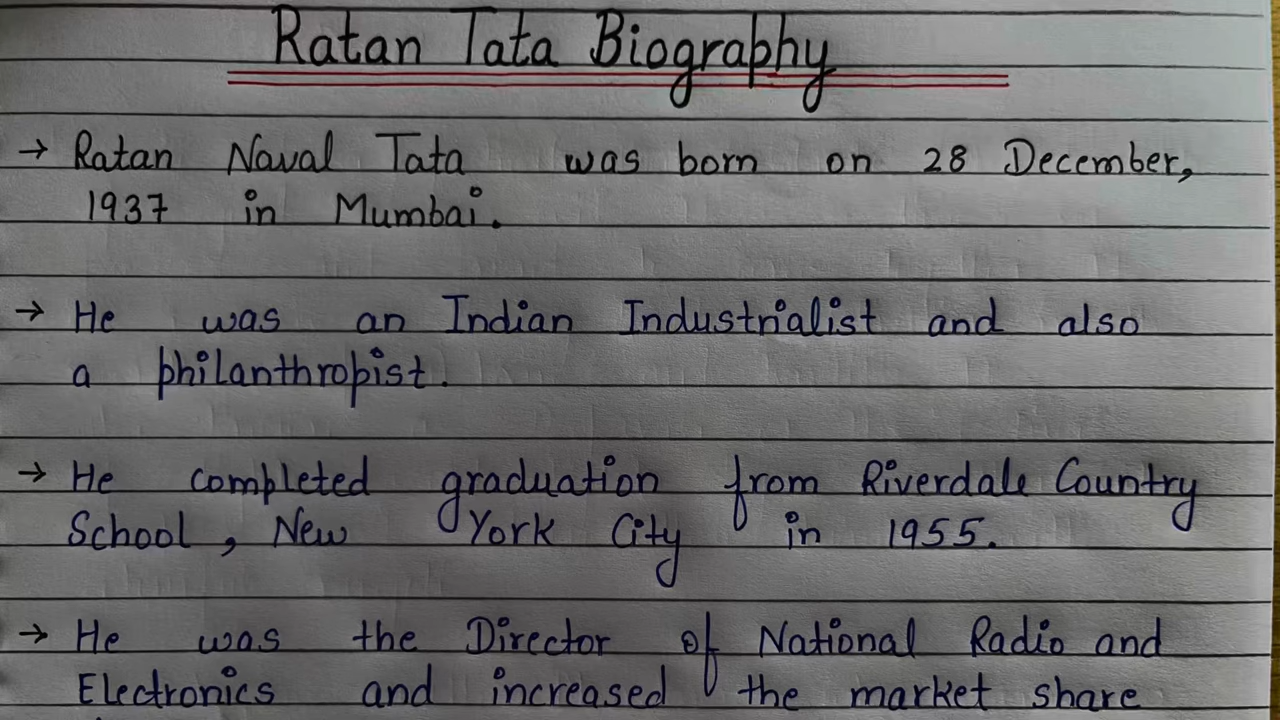 Ratan Tata Biography
→ Ratan Naval Tata was born on 28 December,
1937 in Mumbai.
→ He was an Indian Industrialist and also
a philanthropist.
→ He completed graduation from Riverdale Country
School, New York City in 1955.
→ He was the Director of National Radio and
Electronics and increased the market share